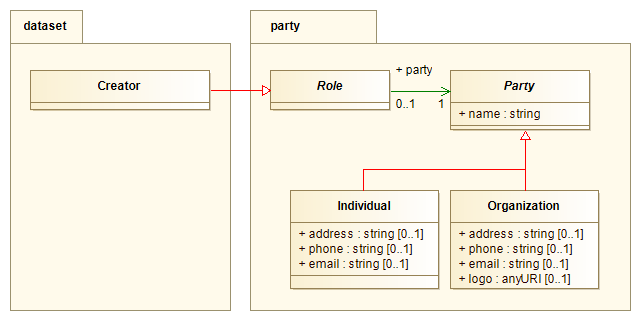 dataset
party
Creator
Role
+ party
0..1
1
Party
+ name : string
Individual
+ address : string [0..1]
+ phone : string [0..1]
+ email : string [0..1]
Organization
+ address : string [0..1]
+ phone : string [0..1]
+ email : string [0..1]
+ logo : anyURI [0..1]